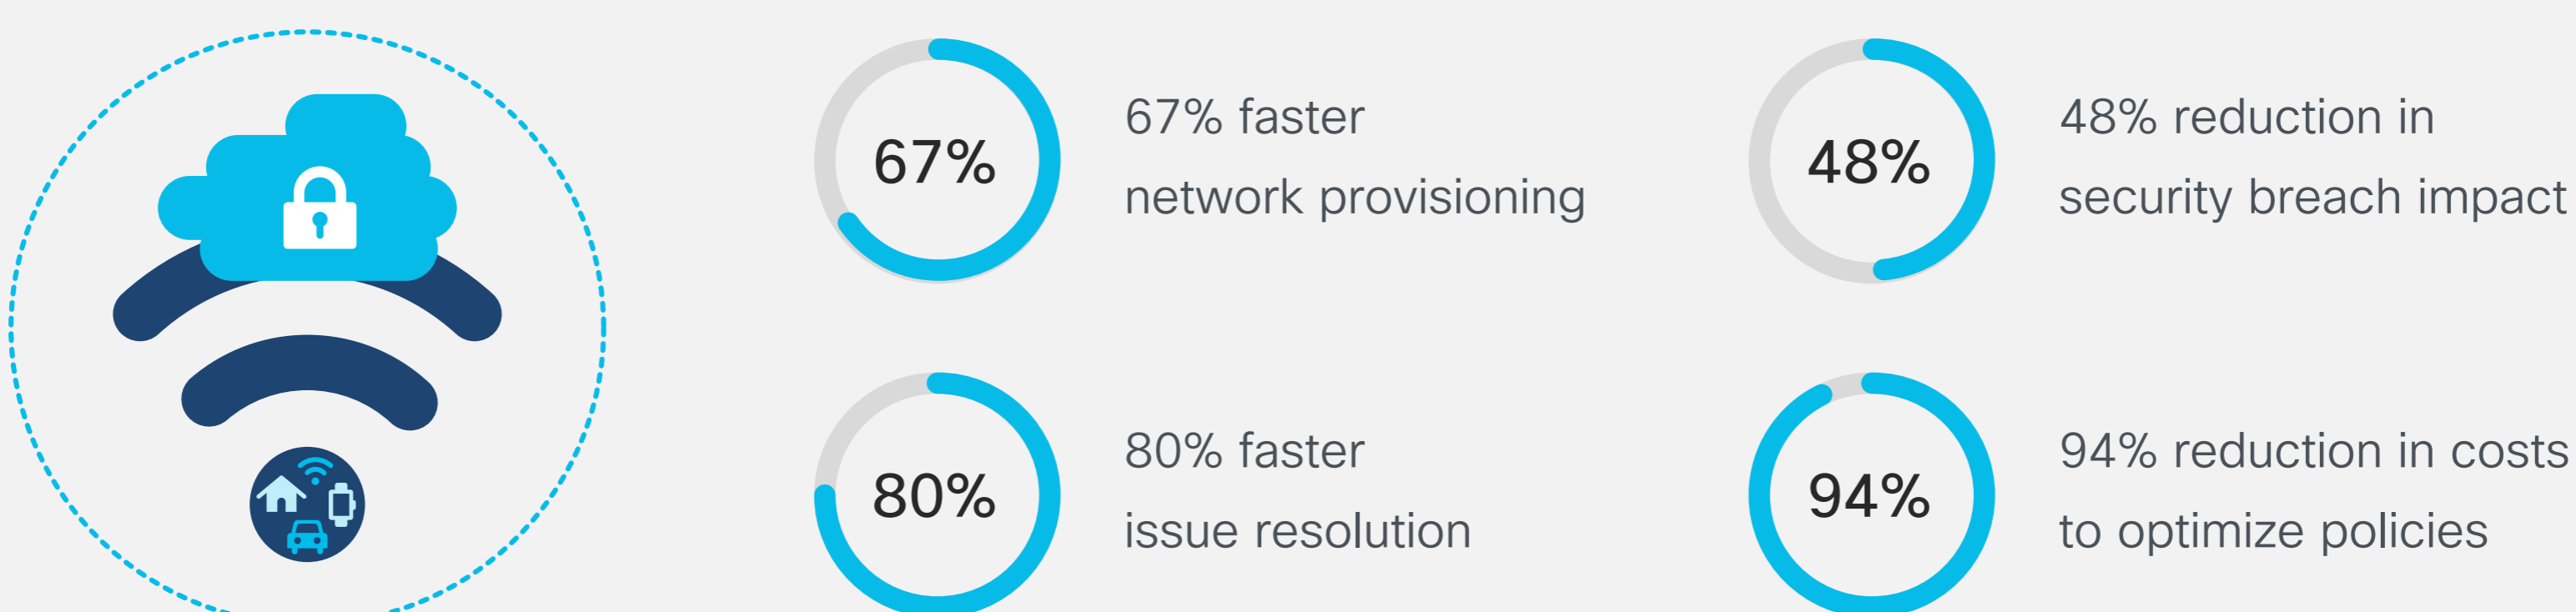 67%
67% faster
network provisioning
48%
48% reduction in
security breach impact
80%
80% faster
issue resolution
94%
94% reduction in costs
to optimize policies